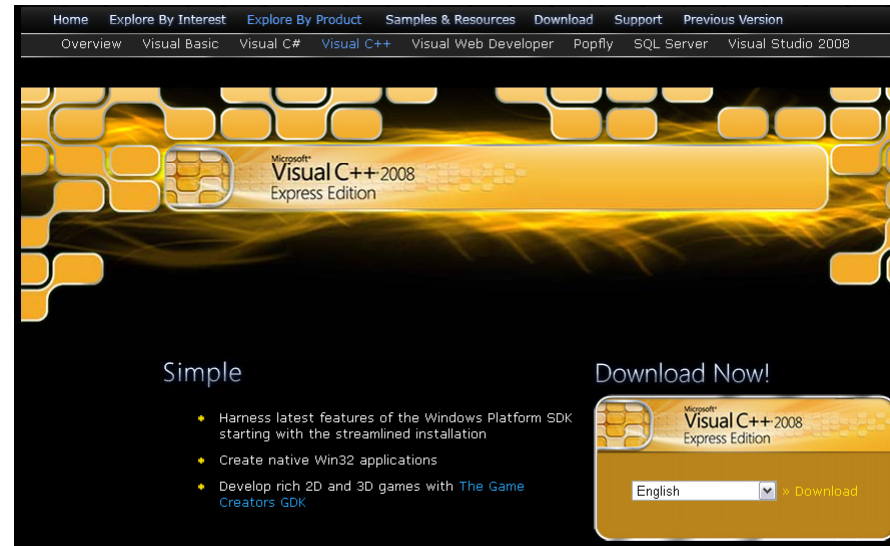 Home Explore By Interest Explore By Product Samples & Resources Download Support Previous Version
Overview Visual Basic Visual C# Visual C++ Visual Web Developer Popfly SQL Server Visual Studio 2008
Microsoft®
Visual C++ 2008
Express Edition
Simple
Harness latest features of the Windows Platform SDK
starting with the streamlined installation
Create native Win32 applications
Develop rich 2D and 3D games with The Game
Creators GDK
Download Now!
Microsoft®
Visual C++ 2008
Express Edition
English » Download